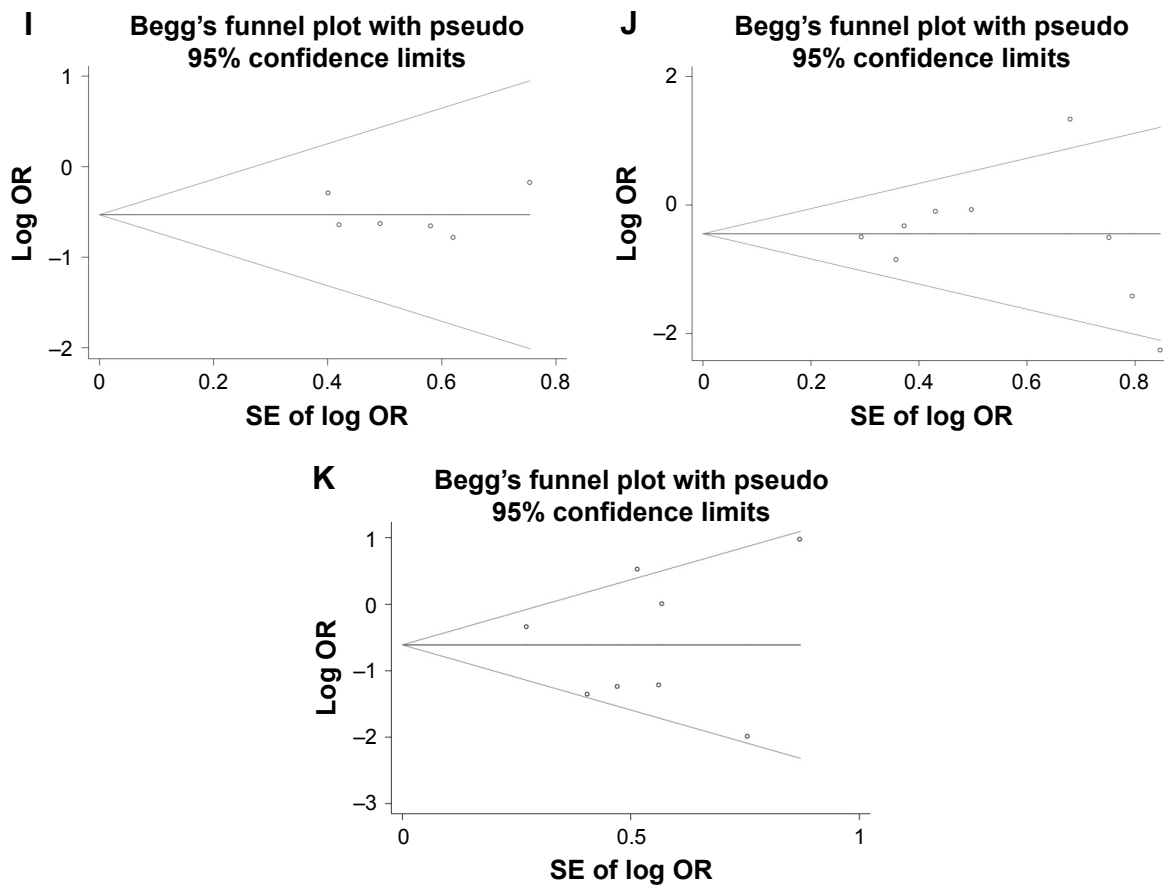 I
Begg's funnel plot with pseudo
95% confidence limits
1
0
–1
–2
Log OR
0
0.2
0.4
0.6
0.8
SE of log OR
J
Begg's funnel plot with pseudo
95% confidence limits
2
0
–2
Log OR
0
0.2
0.4
0.6
0.8
SE of log OR
K
Begg's funnel plot with pseudo
95% confidence limits
1
0
–1
–2
–3
Log OR
0
0.5
1
SE of log OR